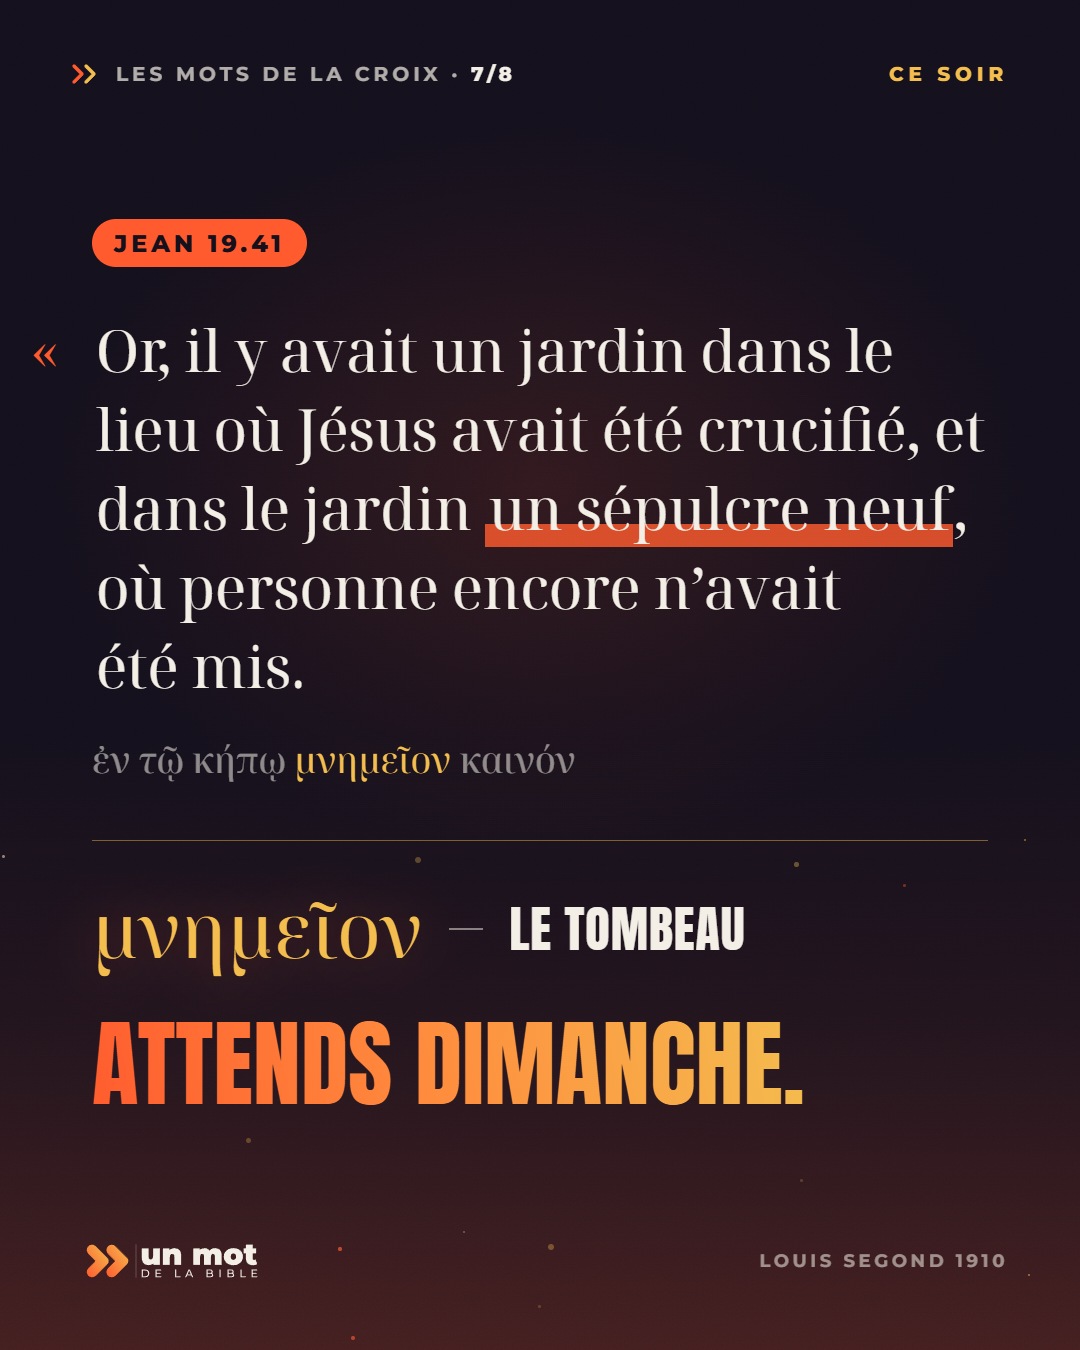 LES MOTS DE LA CROIX · 7/8
CE SOIR
JEAN 19.41
« Or, il y avait un jardin dans le
lieu où Jésus avait été crucifié, et
dans le jardin un sépulcre neuf,
où personne encore n’avait
été mis.
ἐν τῷ κήπῳ μνημεῖον καινόν
μνημεῖον — LE TOMBEAU
ATTENDS DIMANCHE.
un mot
DE LA BIBLE
LOUIS SEGOND 1910